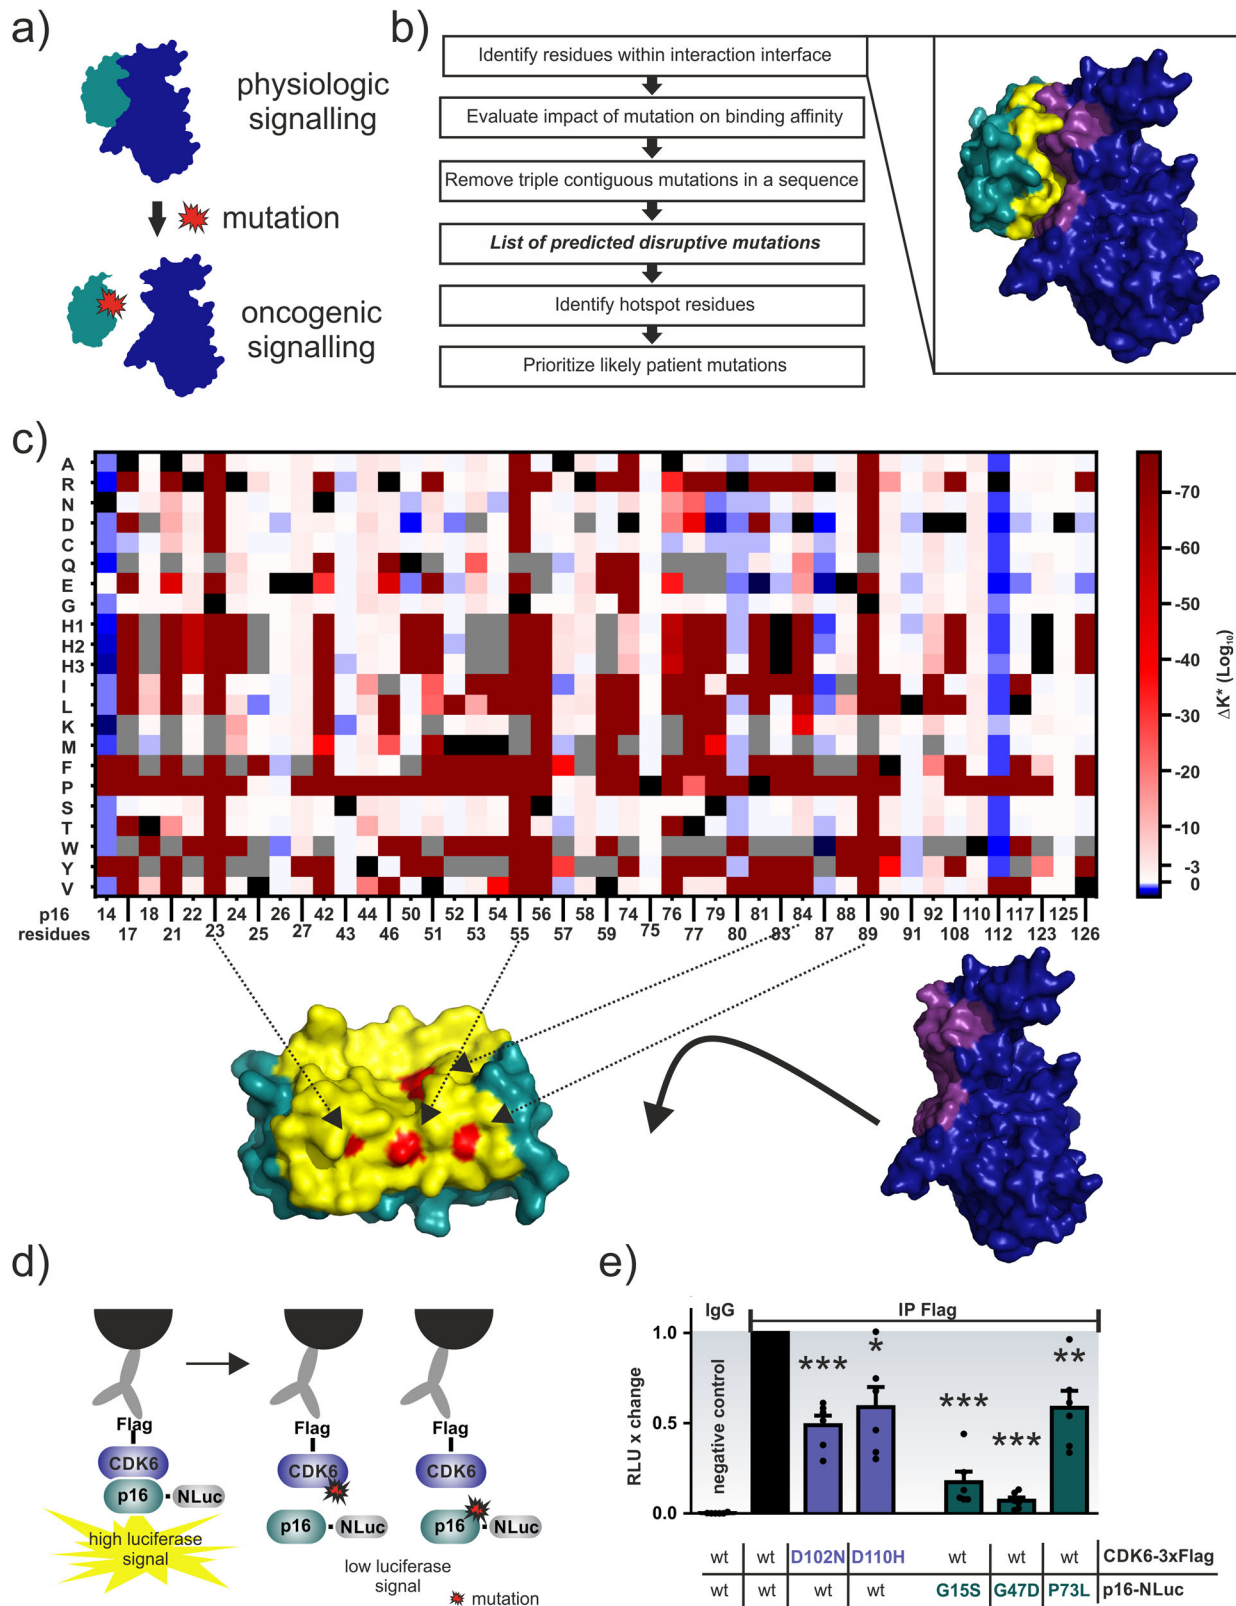 a)
physiologic
signalling
mutation
oncogenic
signalling
b)
Identify residues within interaction interface
Evaluate impact of mutation on binding affinity
Remove triple contiguous mutations in a sequence
List of predicted disruptive mutations
Identify hotspot residues
Prioritize likely patient mutations
c)
A
R
N
D
C
Q
E
G
H1
H2
H3
I
L
K
M
F
P
S
T
W
Y
V
-70
-60
-50
-40
-30
-20
-10
-3
0
ΔK* (Log₁₀)
p16
residues
14 18 22 24 26 42 44 50 52 54 56 58 74 76 79 81 84 88 90 92 110 117 125
17 21 23 25 27 43 46 51 53 55 57 59 75 77 80 83 87 89 91 108 112 123 126
d)
Flag
CDK6
p16
NLuc
high luciferase
signal
Flag
CDK6
p16
NLuc
Flag
CDK6
p16
NLuc
low luciferase
signal
mutation
e)
IgG
IP Flag
RLU x change
1.0
0.5
0.0
negative control
***
*
***
***
**
wt wt D102N D110H wt wt wt CDK6-3xFlag
wt wt wt wt G15S G47D P73L p16-NLuc